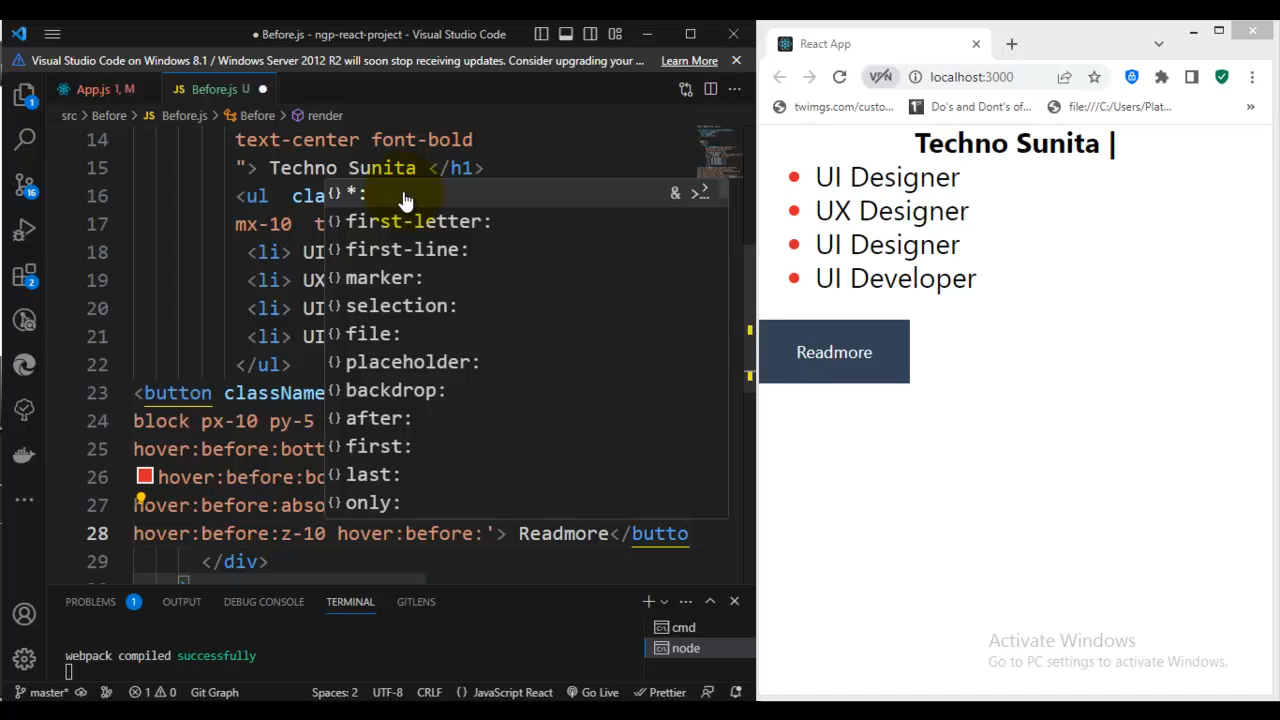 Before.js - ngp-react-project - Visual Studio Code
Visual Studio Code on Windows 8.1 / Windows Server 2012 R2 will soon stop receiving updates. Consider upgrading your ...
Learn More
App.js 1, M
JS Before.js U
src > Before > JS Before.js > Before > render
14 text-center font-bold
15 "> Techno Sunita </h1>
16 <ul cla
17 mx-10 t
18 <li> UI
19 <li> UX
20 <li> UI
21 <li> UI
22 </ul>
23 <button className
24 block px-10 py-5
25 hover:before:bott
26 hover:before:bo
27 hover:before:abso
28 hover:before:z-10 hover:before:'> Readmore</butto
29 </div>
*:
first-letter:
first-line:
marker:
selection:
file:
placeholder:
backdrop:
after:
first:
last:
only:
PROBLEMS 1 OUTPUT DEBUG CONSOLE TERMINAL GITLENS
webpack compiled successfully
cmd
node
master* 1 0 Git Graph Spaces: 2 UTF-8 CRLF {} JavaScript React Go Live Prettier
1
16
2
React App
VPN localhost:3000
twimgs.com/custo... Do's and Dont's of... file:///C:/Users/Plat...
Techno Sunita |
UI Designer
UX Designer
UI Designer
UI Developer
Readmore
Activate Windows
Go to PC settings to activate Windows.